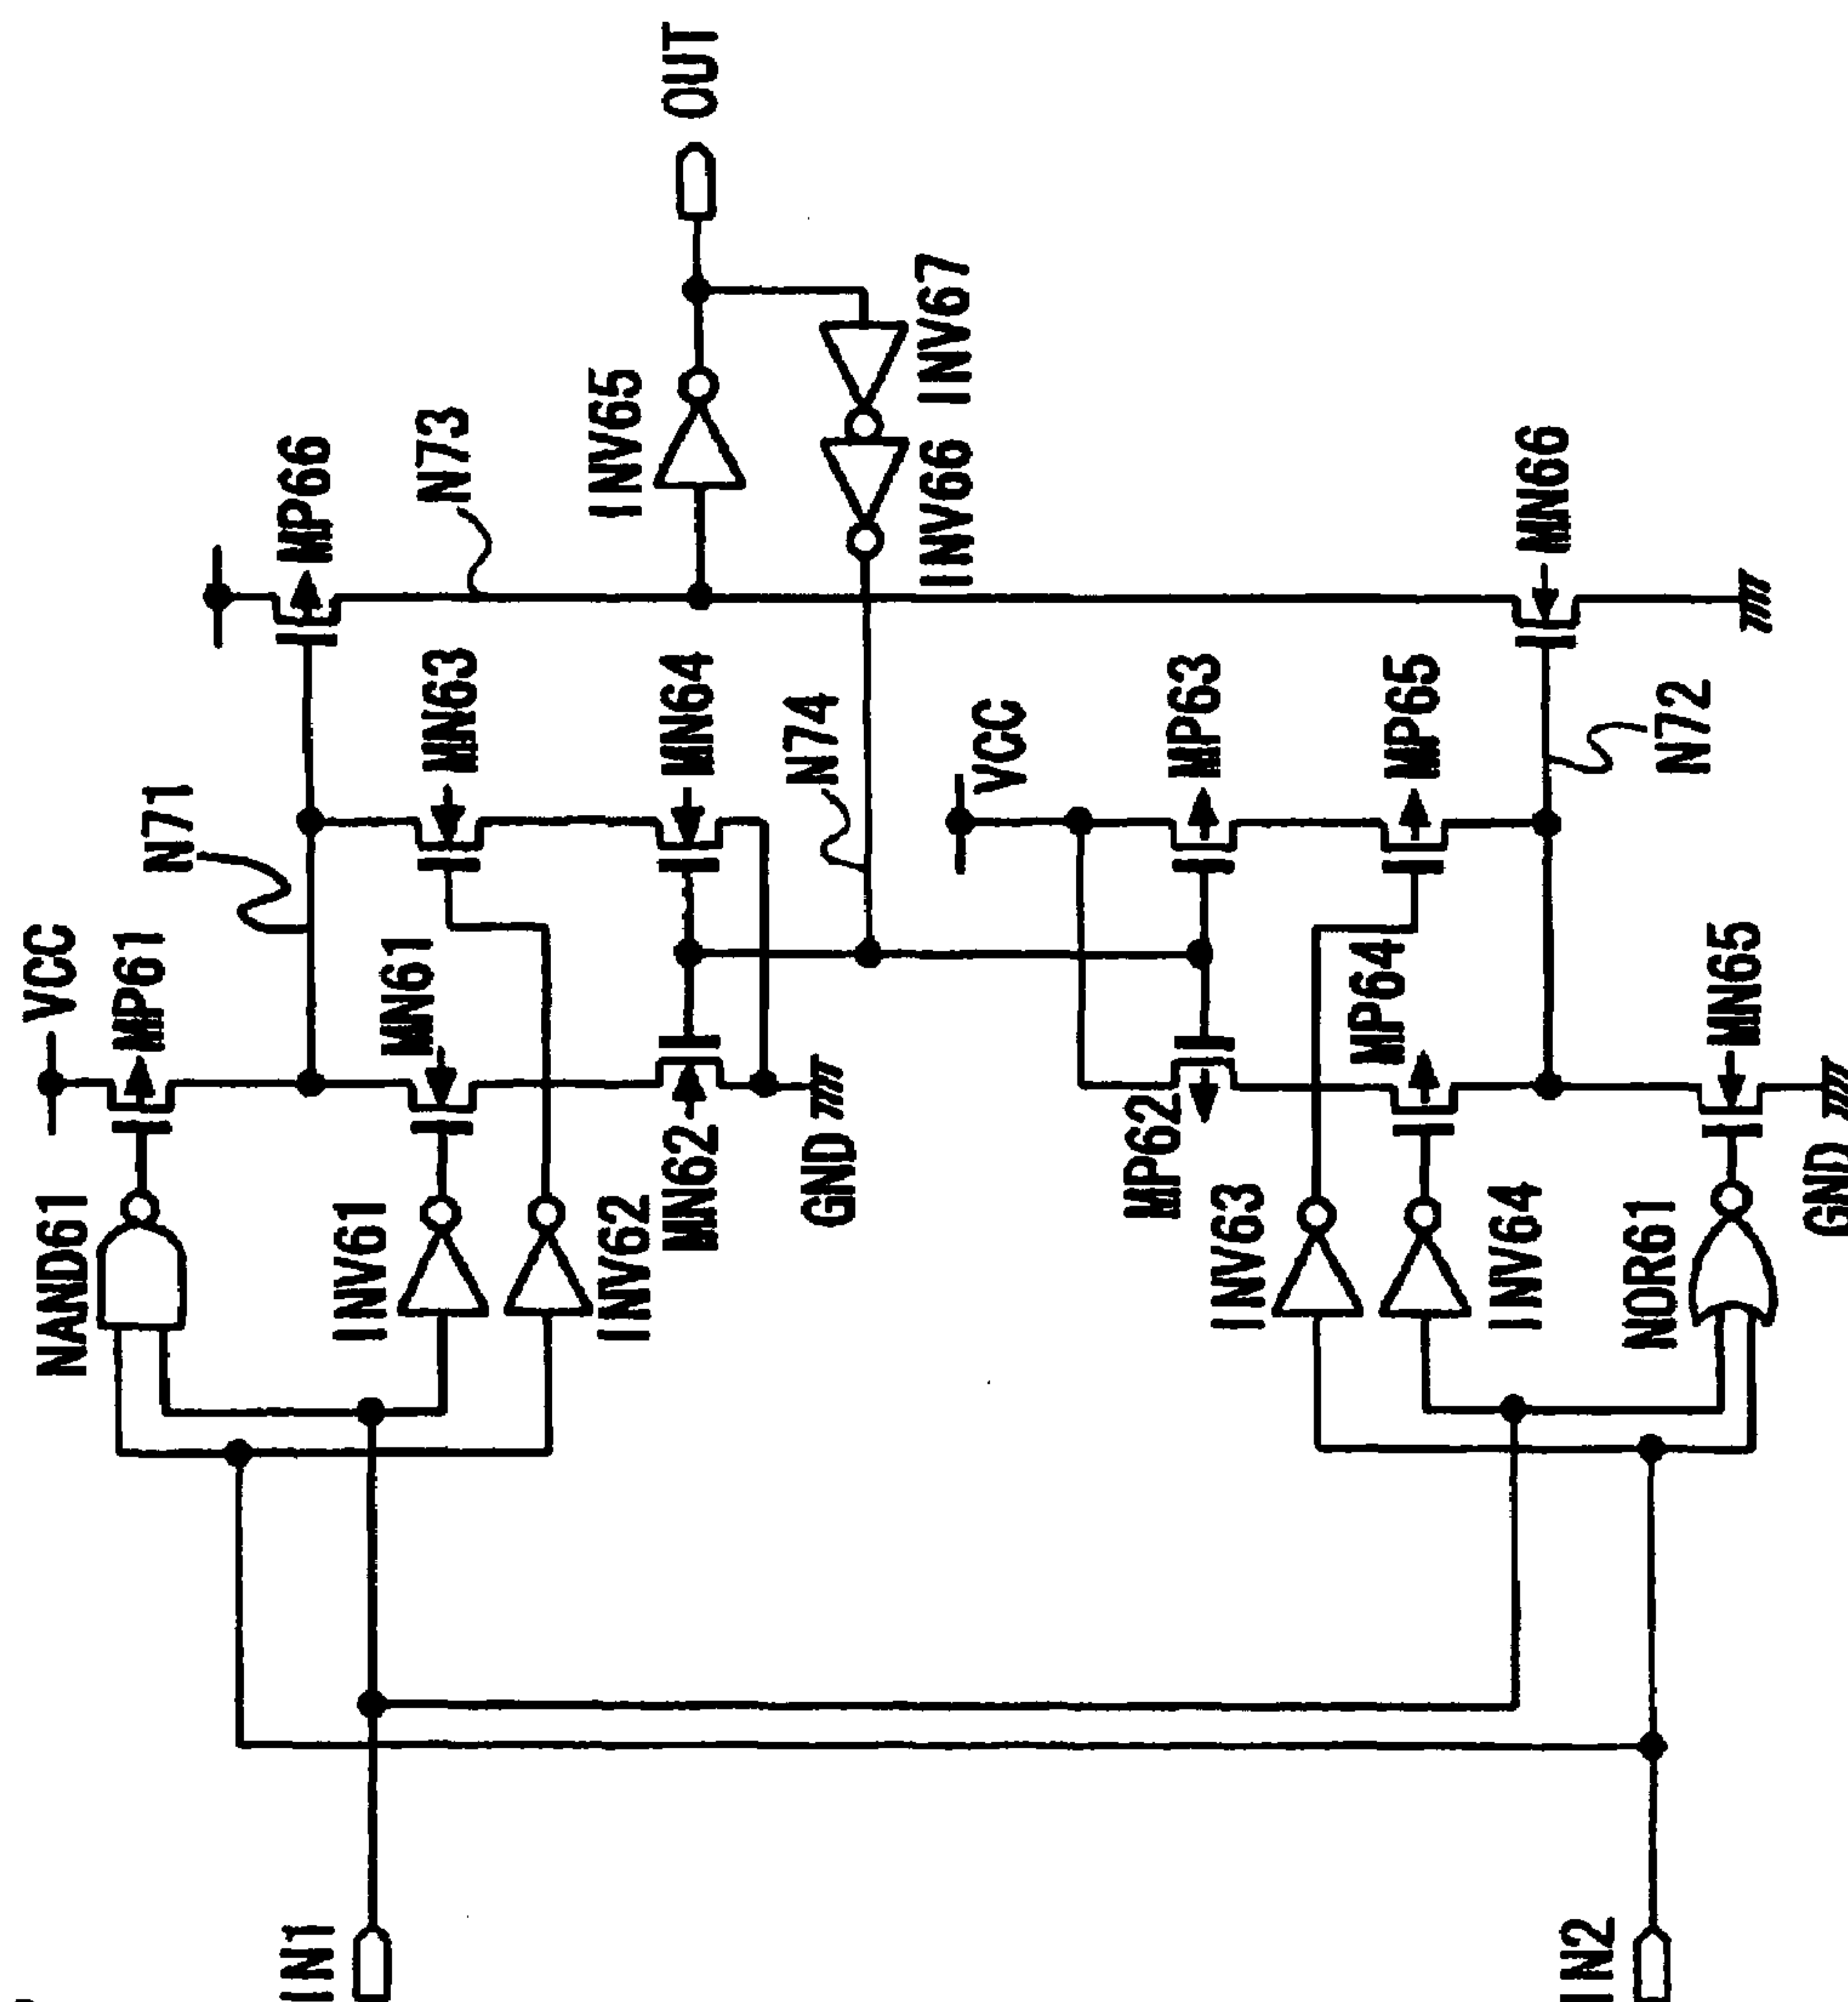 IN1
IN2
NAND61
INV61
INV62
INV63
INV64
NOR61
VCC
MP61
MN61
MN62
GND
MP62
MP64
MN65
GND
N71
MN63
MN64
N74
VCC
MP63
MP65
N72
MP66
N73
INV65
INV66
INV67
MN66
OUT